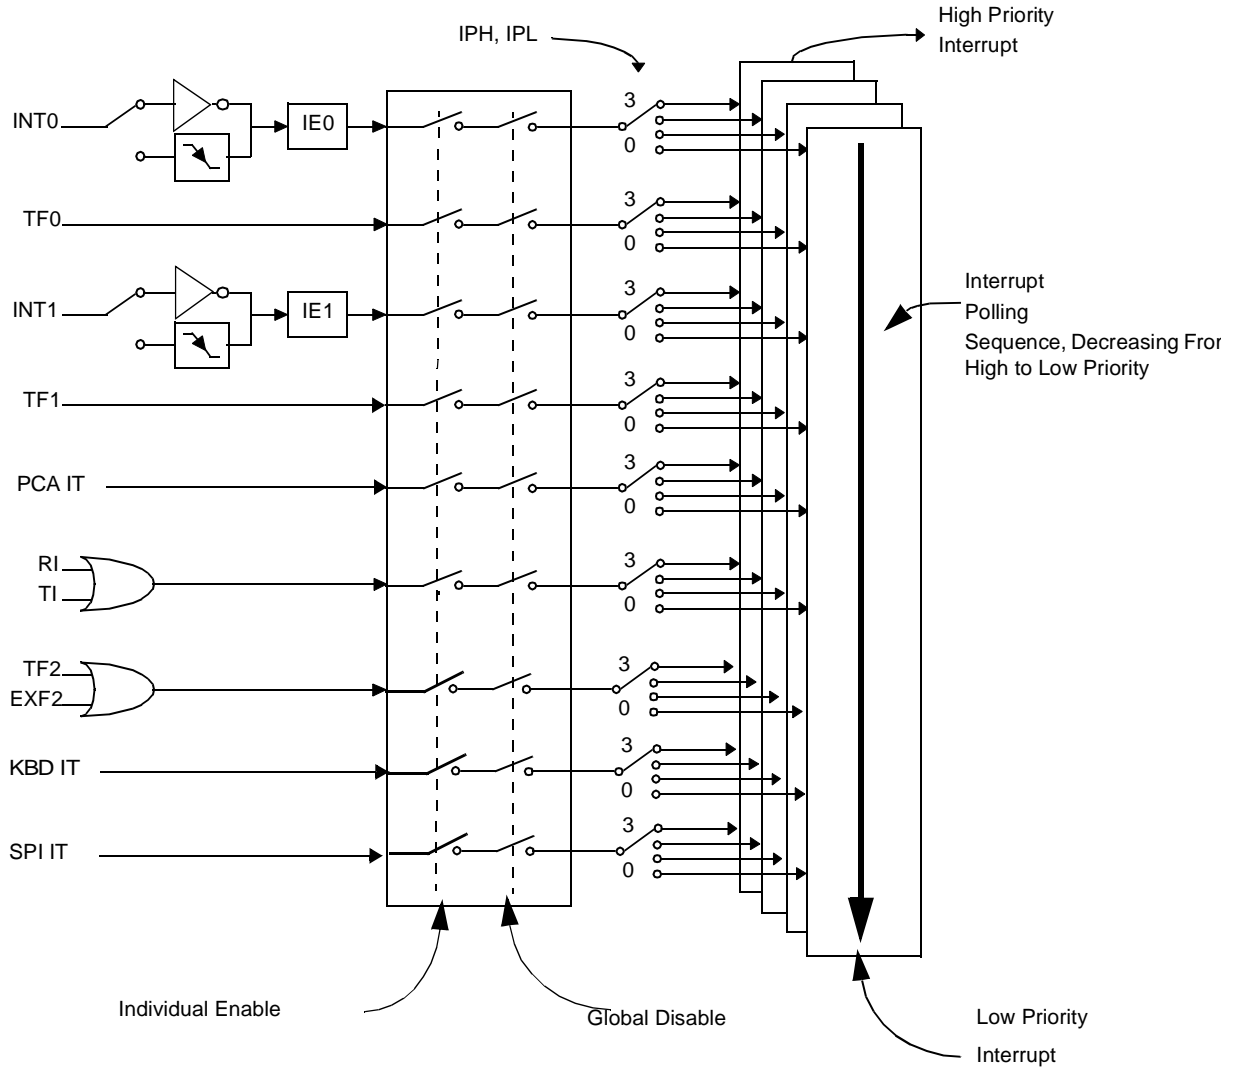 High Priority
Interrupt
IPH, IPL
INT0
IE0
3
0
TF0
3
0
INT1
IE1
3
0
Interrupt
Polling
Sequence, Decreasing Fror
High to Low Priority
TF1
3
0
PCA IT
3
0
RI
TI
3
0
TF2
EXF2
3
0
KBD IT
3
0
SPI IT
3
0
Individual Enable
Global Disable
Low Priority
Interrupt